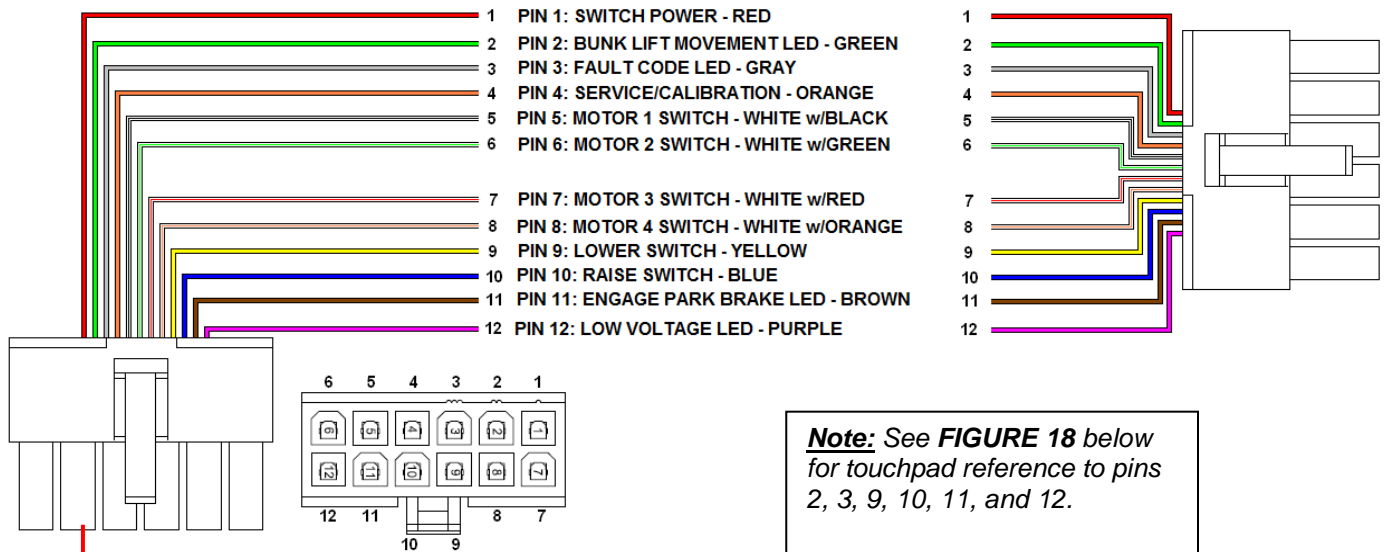 1 PIN 1: SWITCH POWER - RED 1
2 PIN 2: BUNK LIFT MOVEMENT LED - GREEN 2
3 PIN 3: FAULT CODE LED - GRAY 3
4 PIN 4: SERVICE/CALIBRATION - ORANGE 4
5 PIN 5: MOTOR 1 SWITCH - WHITE w/BLACK 5
6 PIN 6: MOTOR 2 SWITCH - WHITE w/GREEN 6
7 PIN 7: MOTOR 3 SWITCH - WHITE w/RED 7
8 PIN 8: MOTOR 4 SWITCH - WHITE w/ORANGE 8
9 PIN 9: LOWER SWITCH - YELLOW 9
10 PIN 10: RAISE SWITCH - BLUE 10
11 PIN 11: ENGAGE PARK BRAKE LED - BROWN 11
12 PIN 12: LOW VOLTAGE LED - PURPLE 12
6 5 4 3 2 1
6 5 4 3 2 1
12 11 10 9 8 7
12 11 8 7
10 9
Note: See FIGURE 18 below
for touchpad reference to pins
2, 3, 9, 10, 11, and 12.